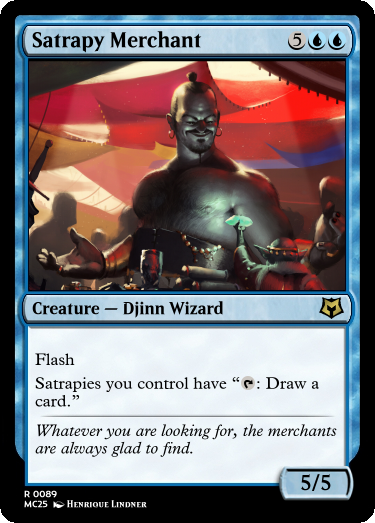 Satrapy Merchant 5
Creature — Djinn Wizard
Flash
Satrapies you control have “: Draw a
card.”
Whatever you are looking for, the merchants
are always glad to find.
5/5
R 0089
MC25 Henrique Lindner